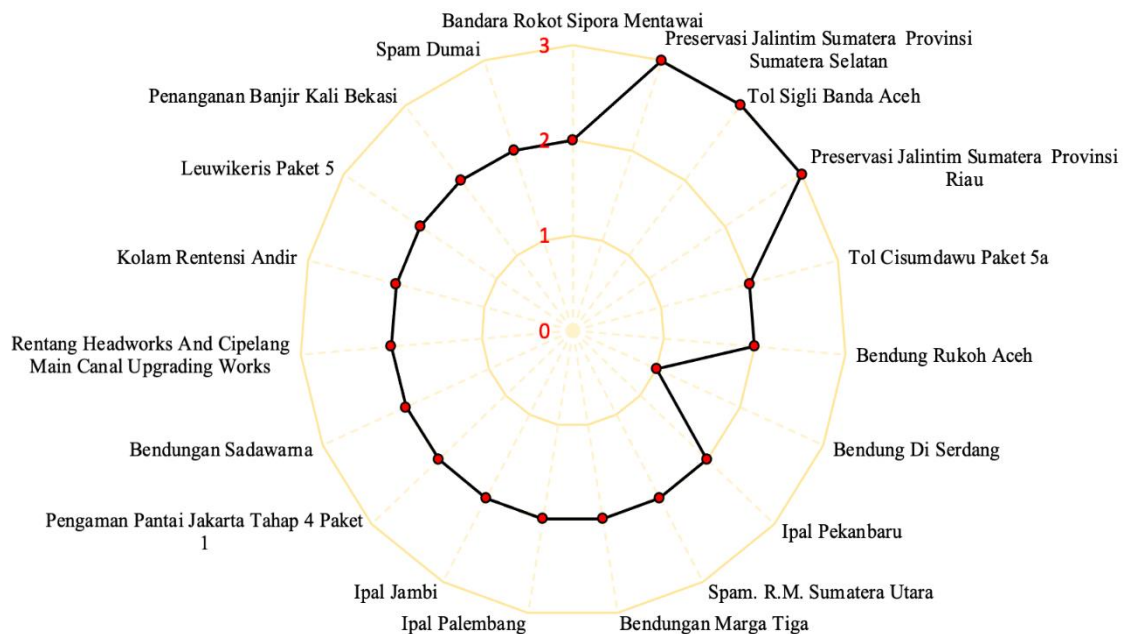 Bandara Rokot Sipora Mentawai
Preservasi Jalintim Sumatera Provinsi
Sumatera Selatan
Tol Sigli Banda Aceh
Preservasi Jalintim Sumatera Provinsi
Riau
Tol Cisumdawu Paket 5a
Bendung Rukoh Aceh
Bendung Di Serdang
Ipal Pekanbaru
Spam. R.M. Sumatera Utara
Bendungan Marga Tiga
Ipal Palembang
Ipal Jambi
Pengaman Pantai Jakarta Tahap 4 Paket
1
Bendungan Sadawarna
Rentang Headworks And Cipelang
Main Canal Upgrading Works
Kolam Rentensi Andir
Leuwikeris Paket 5
Penanganan Banjir Kali Bekasi
Spam Dumai
3
2
1
0